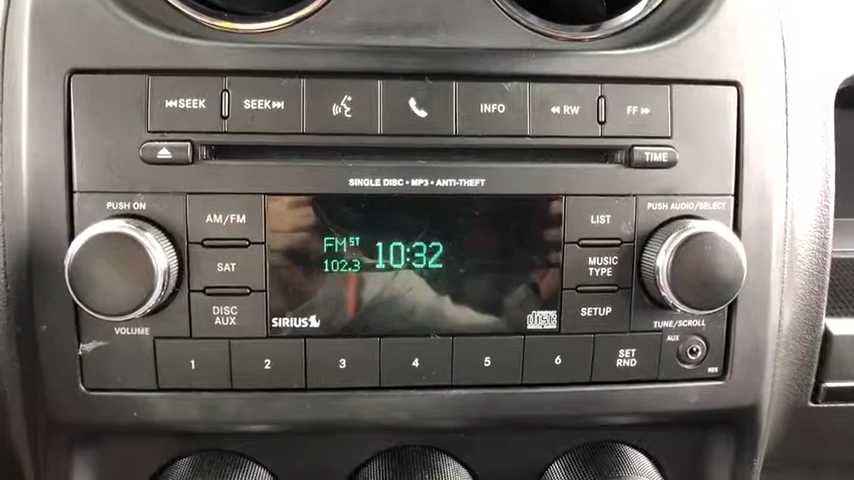 SEEK SEEK INFO RW FF
TIME
SINGLE DISC • MP3 • ANTI-THEFT
PUSH ON PUSH AUDIO/SELECT
AM/FM LIST
FM ST 10:32
102.3
SAT MUSIC
TYPE
DISC
AUX
SETUP
SIRIUS
disc
VOLUME TUNE/SCROLL
AUX
1 2 3 4 5 6 SET
RND
RES